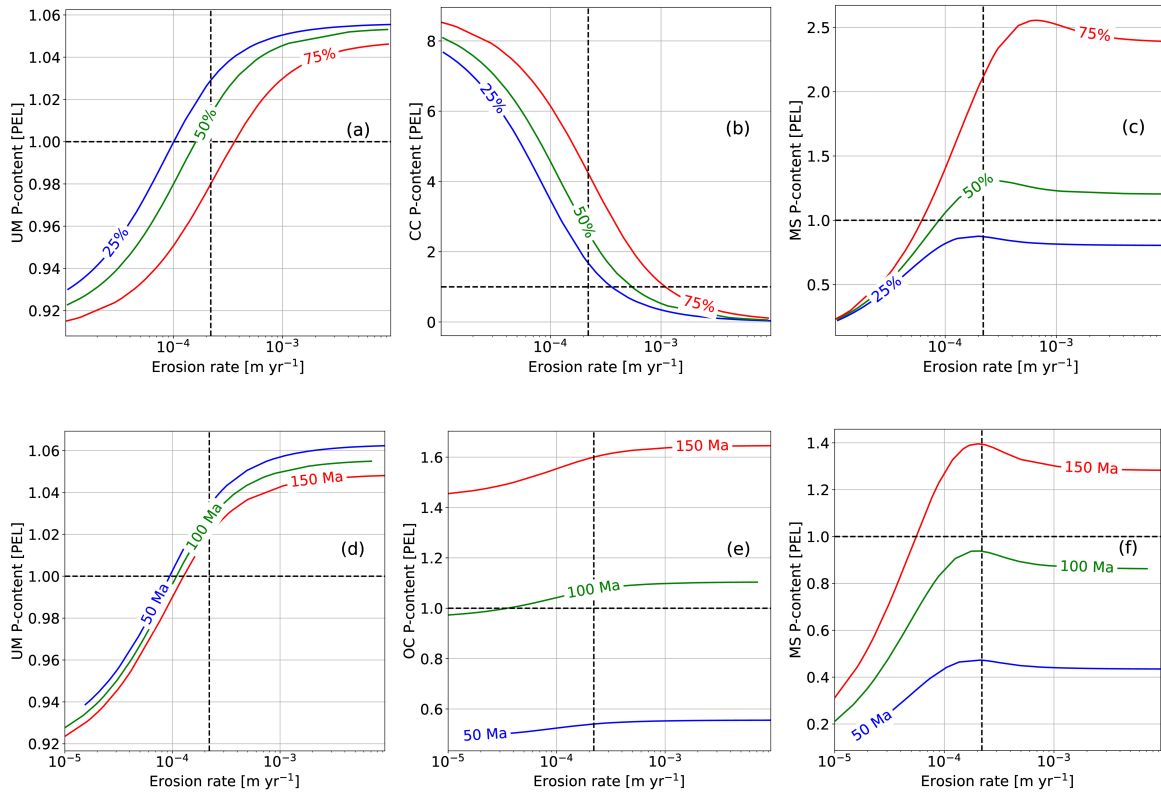 1.06
1.04
1.02
1.00
0.98
0.96
0.94
0.92
UM P-content [PEL]
25%
50%
75%
(a)
10⁻⁴
10⁻³
Erosion rate [m yr⁻¹]
8
6
4
2
0
CC P-content [PEL]
25%
50%
75%
(b)
10⁻⁴
10⁻³
Erosion rate [m yr⁻¹]
2.5
2.0
1.5
1.0
0.5
MS P-content [PEL]
75%
50%
25%
(c)
10⁻⁴
10⁻³
Erosion rate [m yr⁻¹]
1.06
1.04
1.02
1.00
0.98
0.96
0.94
0.92
UM P-content [PEL]
50 Ma
100 Ma
150 Ma
(d)
10⁻⁵
10⁻⁴
10⁻³
Erosion rate [m yr⁻¹]
1.6
1.4
1.2
1.0
0.8
0.6
OC P-content [PEL]
150 Ma
100 Ma
50 Ma
(e)
10⁻⁵
10⁻⁴
10⁻³
Erosion rate [m yr⁻¹]
1.4
1.2
1.0
0.8
0.6
0.4
0.2
MS P-content [PEL]
150 Ma
100 Ma
50 Ma
(f)
10⁻⁵
10⁻⁴
10⁻³
Erosion rate [m yr⁻¹]